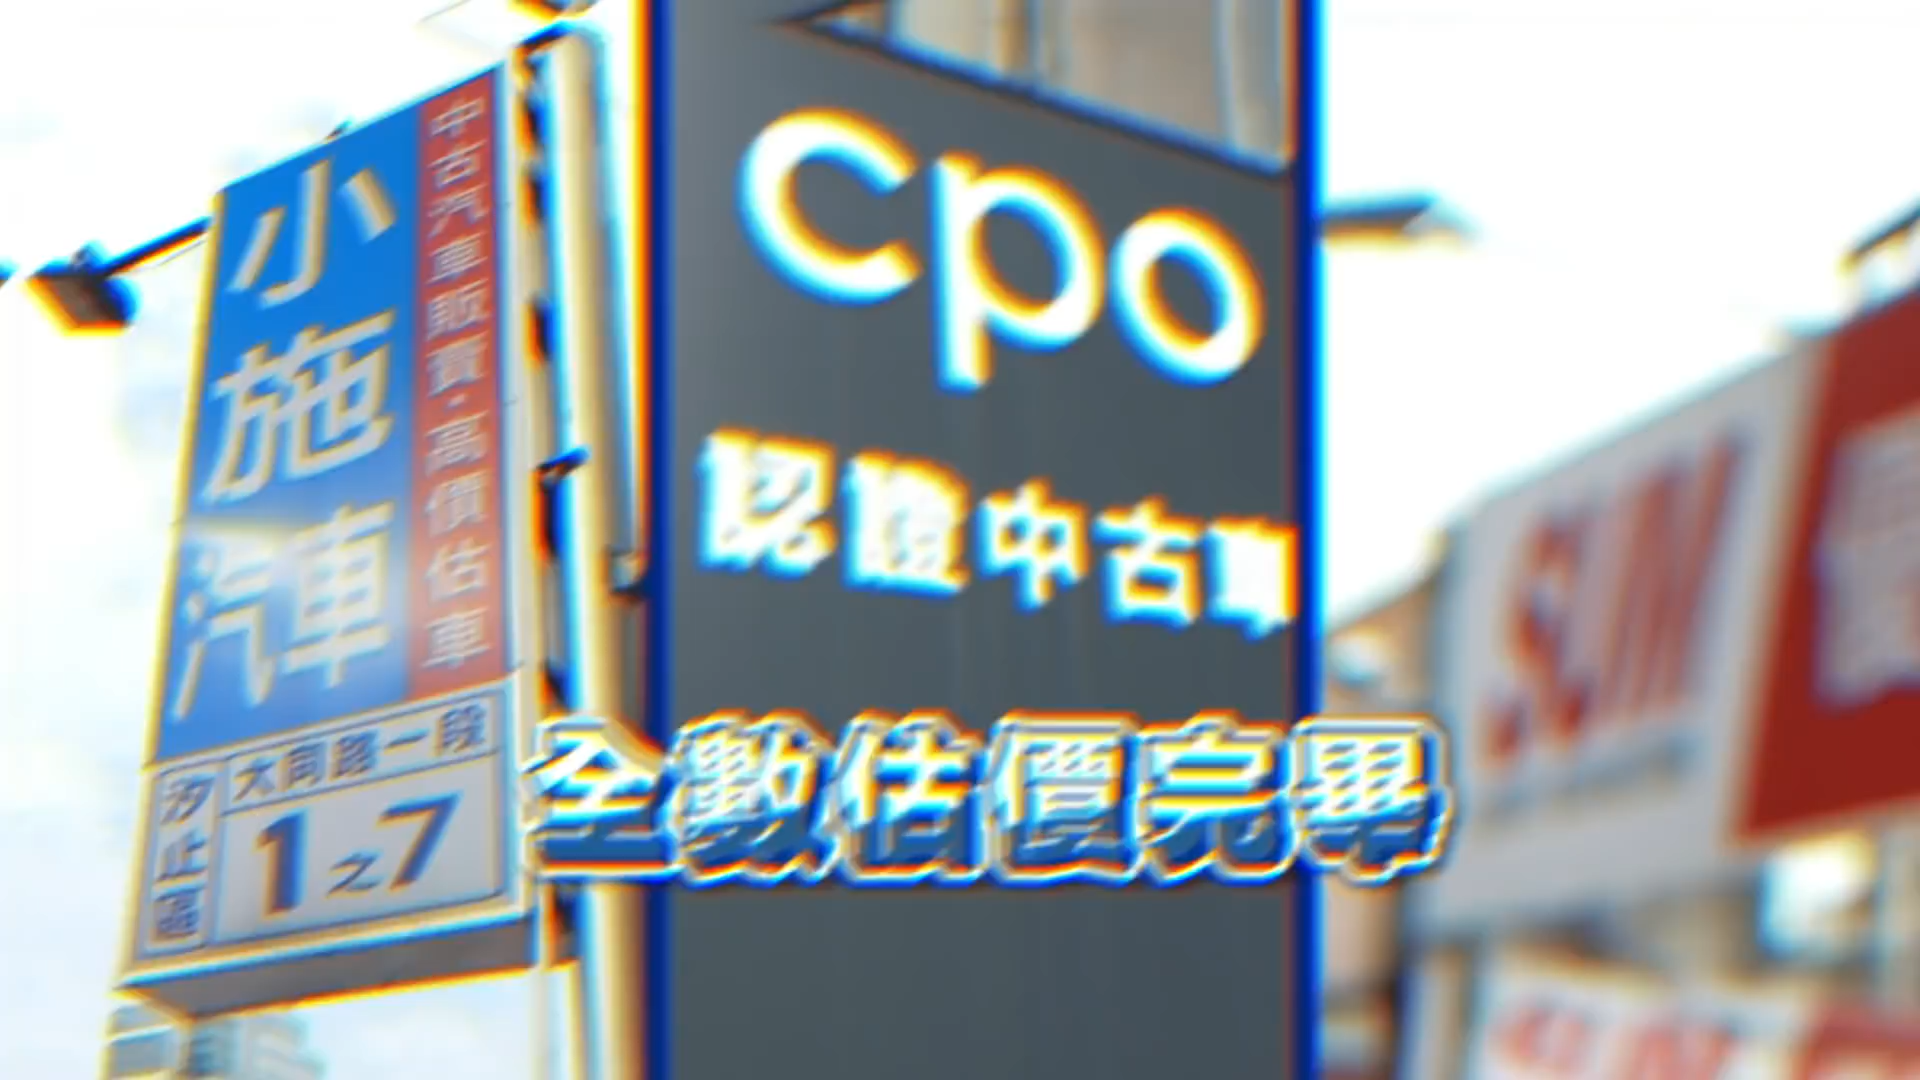 小施汽車
中古汽車販賣·高價估車
大同路一段
汐止區
1之7
cpo
認證中古車
全數估價完畢
SUM